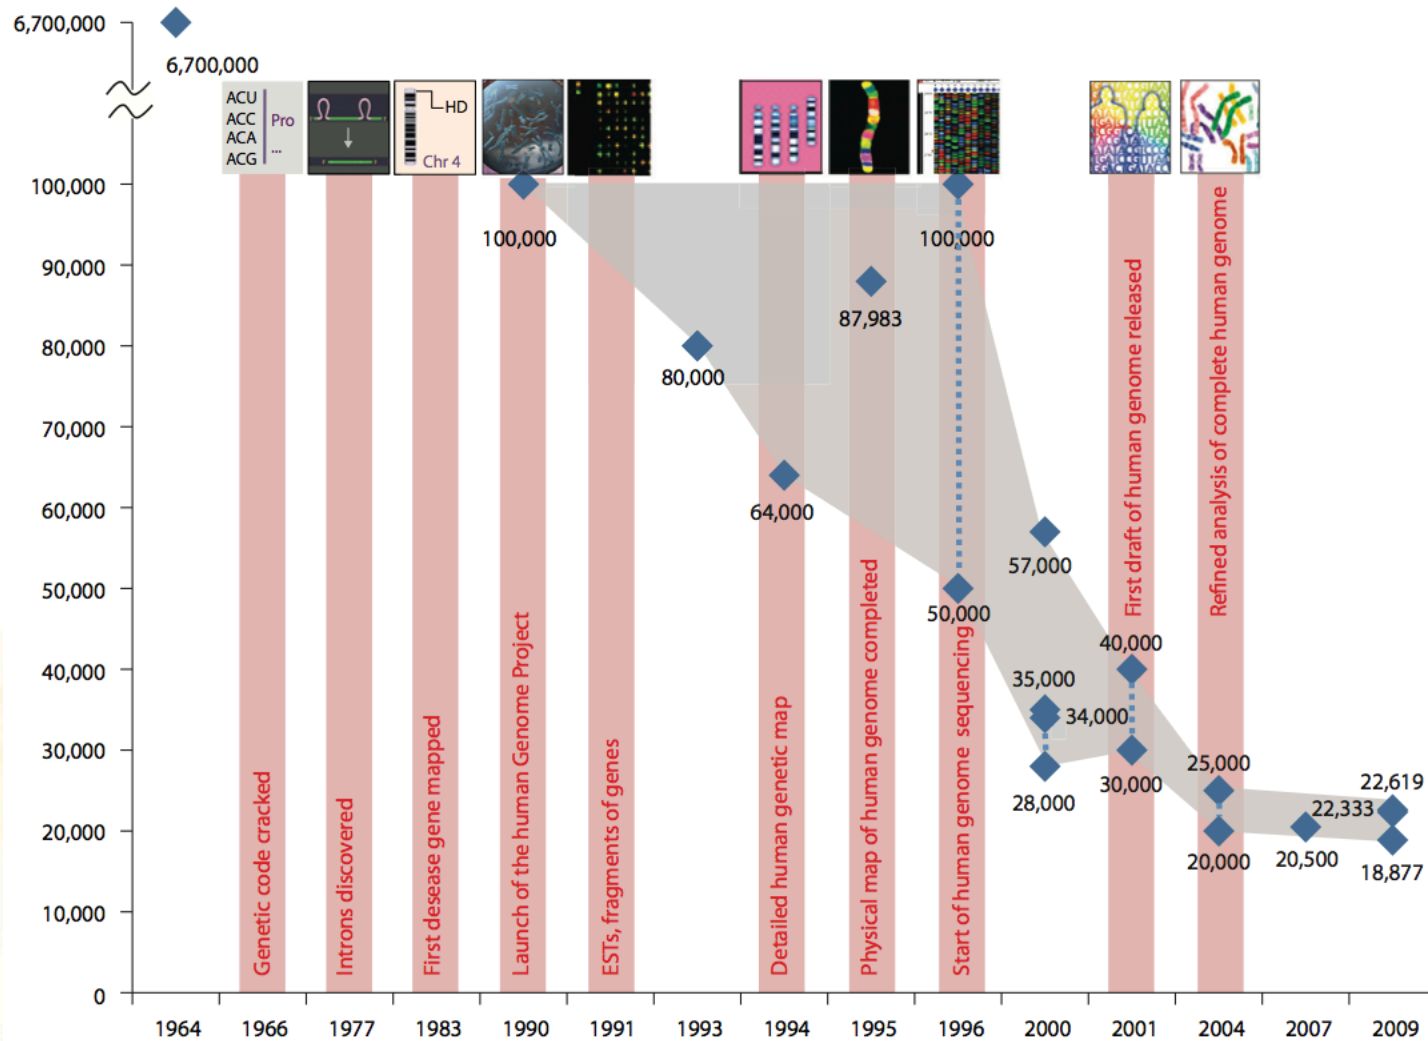 6,700,000
6,700,000
ACU
ACC
ACA
ACG
Pro
...
HD
Chr 4
100,000
100,000
100,000
90,000
87,983
80,000
80,000
70,000
64,000
60,000
57,000
50,000
50,000
40,000
40,000
35,000
34,000
30,000
30,000
28,000
25,000
22,619
22,333
20,000
20,000
20,500
18,877
10,000
0
Genetic code cracked
Introns discovered
First desease gene mapped
Launch of the human Genome Project
ESTs, fragments of genes
Detailed human genetic map
Physical map of human genome completed
Start of human genome sequencing
First draft of human genome released
Refined analysis of complete human genome
1964
1966
1977
1983
1990
1991
1993
1994
1995
1996
2000
2001
2004
2007
2009